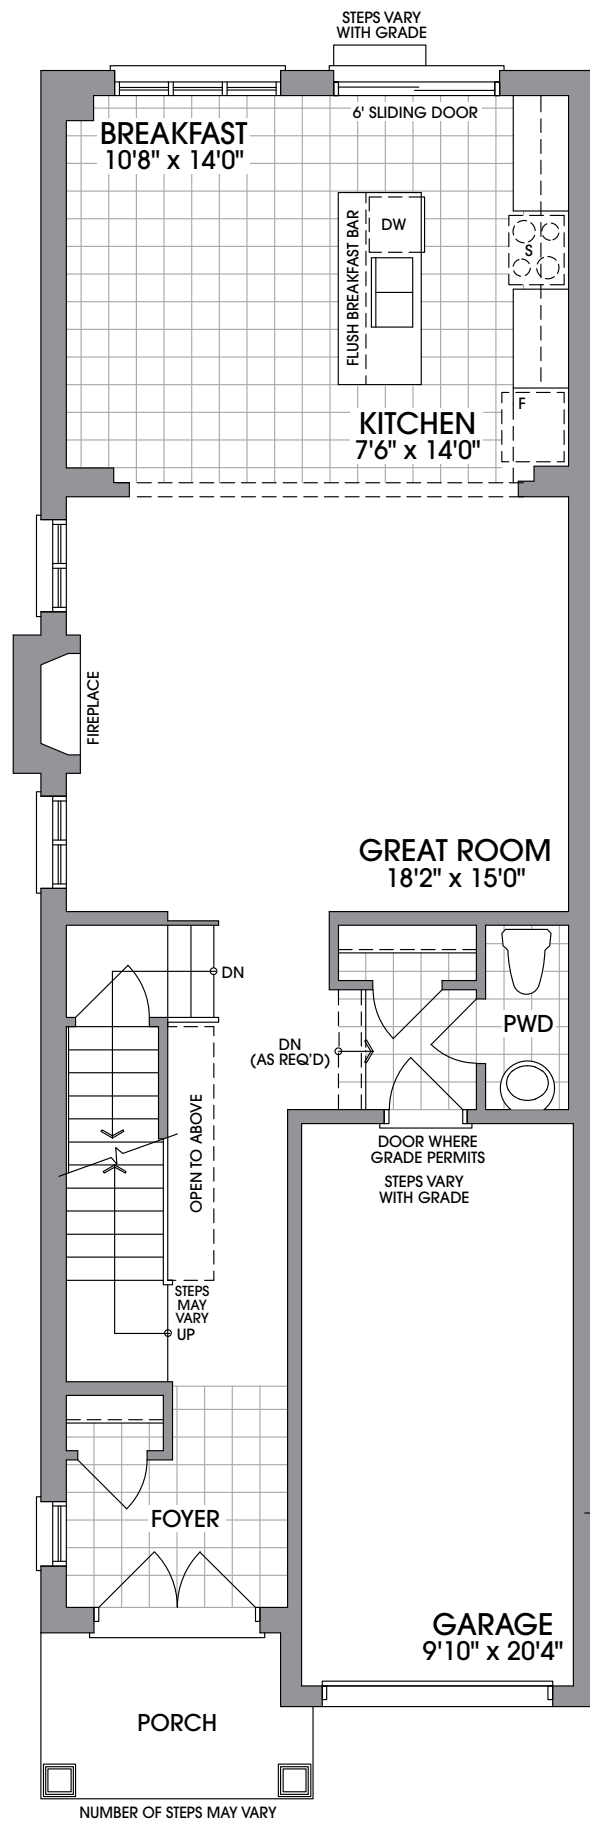 STEPS VARY
WITH GRADE
6' SLIDING DOOR
BREAKFAST
10'8" x 14'0"
DW
FLUSH BREAKFAST BAR
S
F
KITCHEN
7'6" x 14'0"
FIREPLACE
GREAT ROOM
18'2" x 15'0"
DN
PWD
DN
(AS REQ'D)
OPEN TO ABOVE
DOOR WHERE
GRADE PERMITS
STEPS VARY
WITH GRADE
STEPS
MAY
VARY
UP
FOYER
GARAGE
9'10" x 20'4"
PORCH
NUMBER OF STEPS MAY VARY